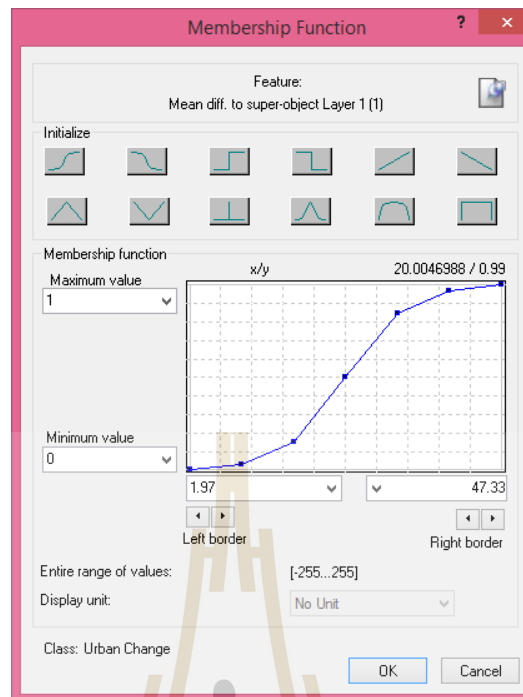 Membership Function
?
×
Feature:
Mean diff. to super-object Layer 1 (1)
Initialize
Membership function
Maximum value
x/y
20.0046988 / 0.99
1
Minimum value
0
1.97
47.33
Left border
Right border
Entire range of values:
[-255...255]
Display unit:
No Unit
Class: Urban Change
OK
Cancel